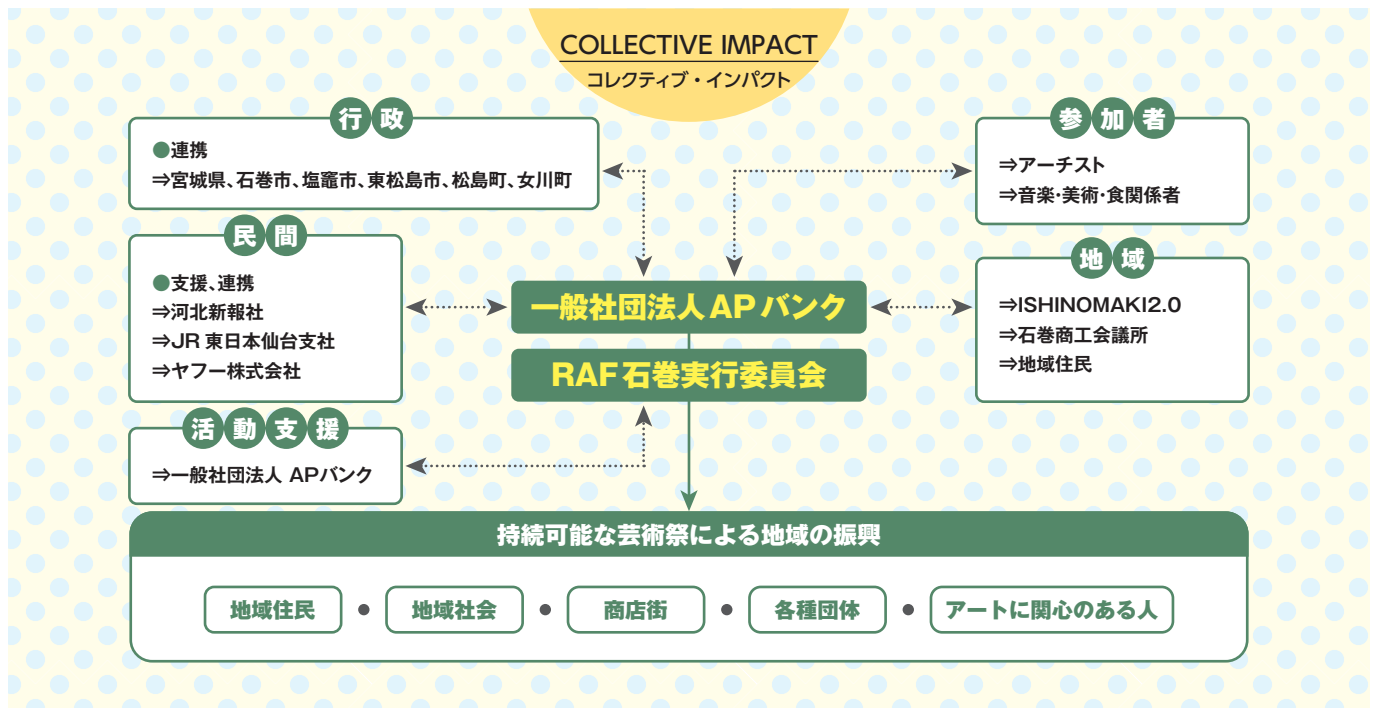 COLLECTIVE IMPACT
コレクティブ・インパクト
行政
●連携
⇒宮城県、石巻市、塩竈市、東松島市、松島町、女川町
民間
●支援、連携
⇒河北新報社
⇒JR東日本仙台支社
⇒ヤフー株式会社
活動支援
⇒一般社団法人 APバンク
一般社団法人APバンク
RAF石巻実行委員会
参加者
⇒アーチスト
⇒音楽・美術・食関係者
地域
⇒ISHINOMAKI2.0
⇒石巻商工会議所
⇒地域住民
持続可能な芸術祭による地域の振興
地域住民 ● 地域社会 ● 商店街 ● 各種団体 ● アートに関心のある人